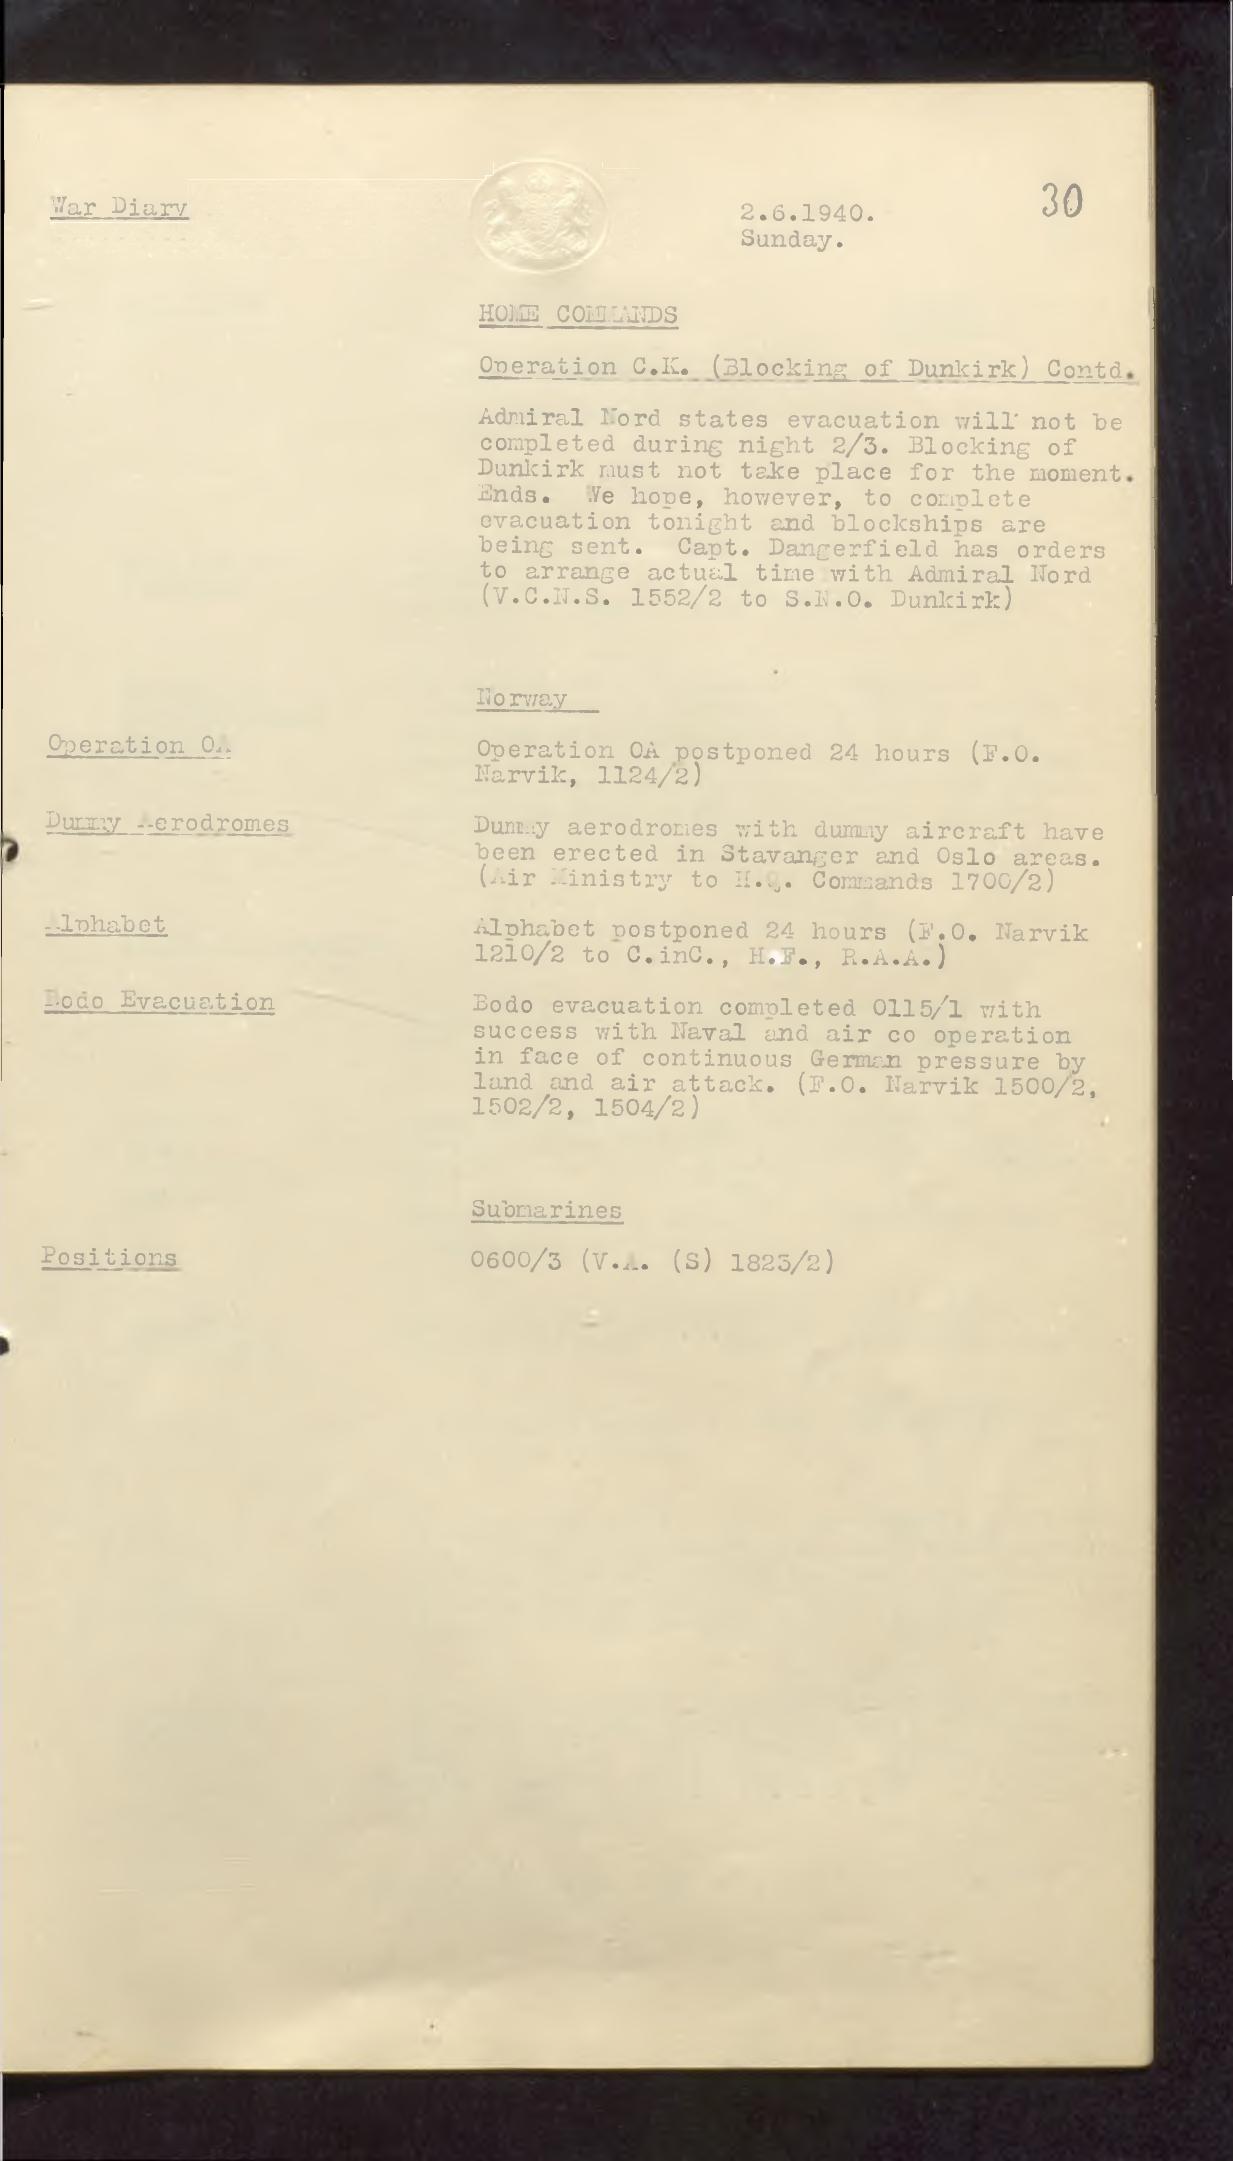 War Diary
2.6.1940.
Sunday.
30
HOME COMMANDS
Operation C.K. (Blocking of Dunkirk) Contd.
Admiral Nord states evacuation will not be
completed during night 2/3. Blocking of
Dunkirk must not take place for the moment.
Ends. We hope, however, to complete
evacuation tonight and blockships are
being sent. Capt. Dangerfield has orders
to arrange actual time with Admiral Nord
(V.C.N.S. 1552/2 to S.N.O. Dunkirk)
Norway
Operation OA
Operation OA postponed 24 hours (F.O.
Narvik, 1124/2)
Dummy Aerodromes
Dummy aerodromes with dummy aircraft have
been erected in Stavanger and Oslo areas.
(Air Ministry to H.Q. Commands 1700/2)
Alphabet
Alphabet postponed 24 hours (F.O. Narvik
1210/2 to C.inC., H.F., R.A.A.)
Bodo Evacuation
Bodo evacuation completed 0115/1 with
success with Naval and air co operation
in face of continuous German pressure by
land and air attack. (F.O. Narvik 1500/2,
1502/2, 1504/2)
Submarines
Positions
0600/3 (V.A. (S) 1823/2)